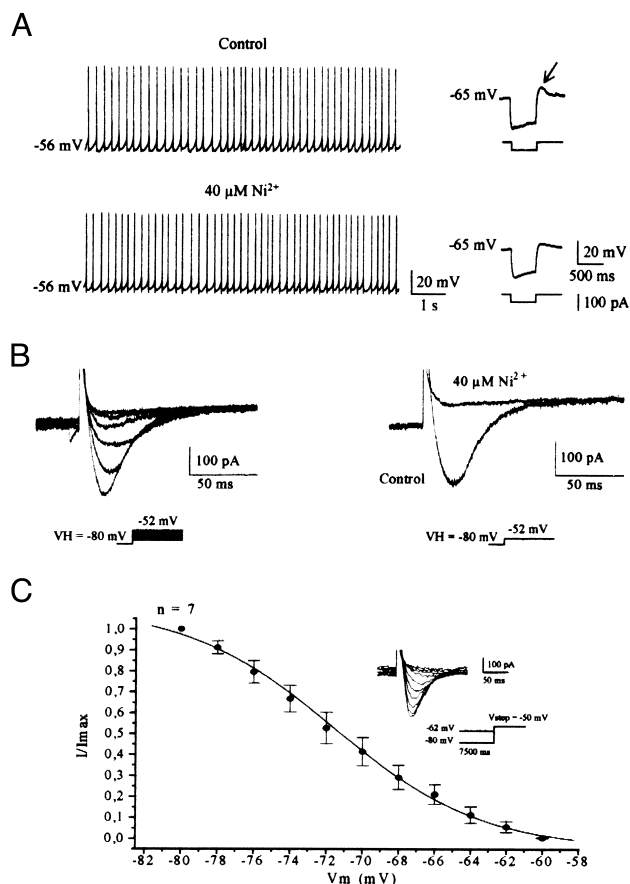 A
Control
-65 mV
-56 mV
40 µM Ni2+
-65 mV
20 mV
500 ms
-56 mV
20 mV
1 s
100 pA
B
40 µM Ni2+
100 pA
50 ms
Control
100 pA
50 ms
-52 mV
VH = -80 mV
-52 mV
VH = -80 mV
C
n = 7
1,0
0,9
0,8
0,7
0,6
0,5
0,4
0,3
0,2
0,1
0,0
I/Imax
100 pA
50 ms
Vstep = -50 mV
-62 mV
-80 mV
7500 ms
-82 -80 -78 -76 -74 -72 -70 -68 -66 -64 -62 -60 -58
Vm (mV)